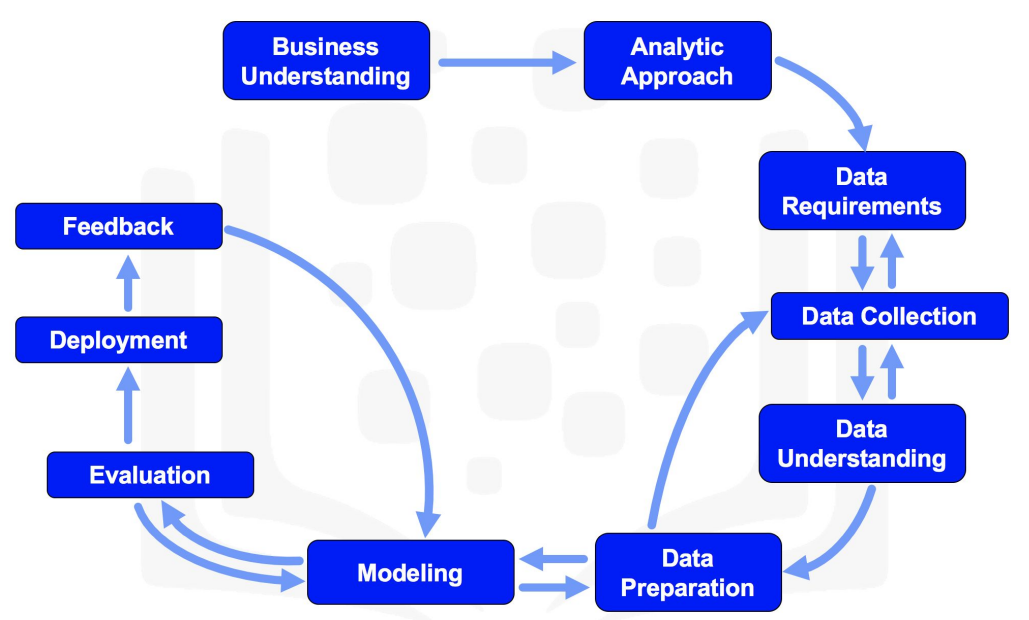 Business
Understanding
Analytic
Approach
Data
Requirements
Data Collection
Data
Understanding
Data
Preparation
Modeling
Evaluation
Deployment
Feedback